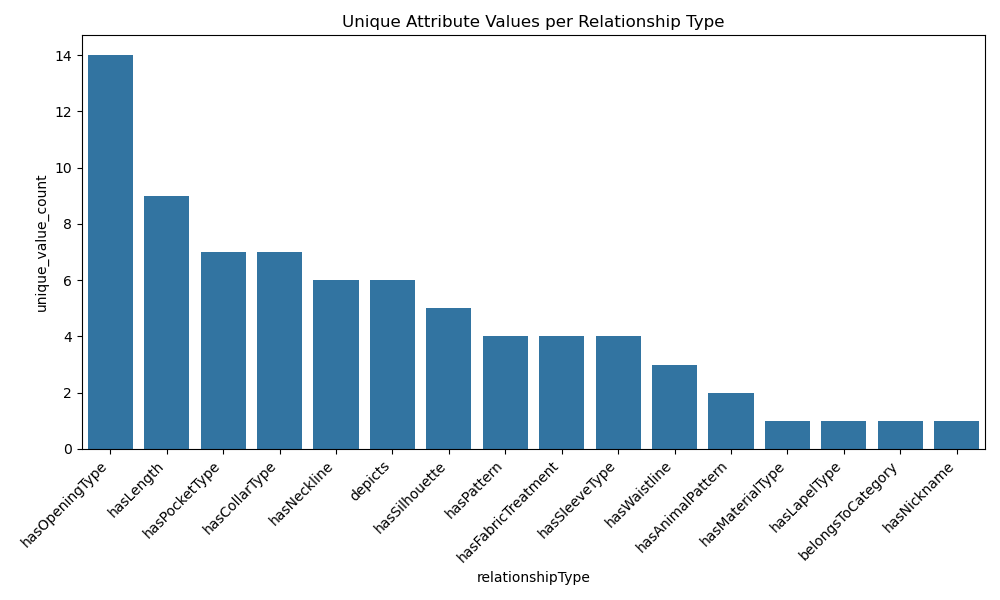 Unique Attribute Values per Relationship Type
unique_value_count
14
12
10
8
6
4
2
0
hasOpeningType
hasLength
hasPocketType
hasCollarType
hasNeckline
depicts
hasSilhouette
hasPattern
hasFabricTreatment
hasSleeveType
hasWaistline
hasAnimalPattern
hasMaterialType
hasLapelType
belongsToCategory
hasNickname
relationshipType